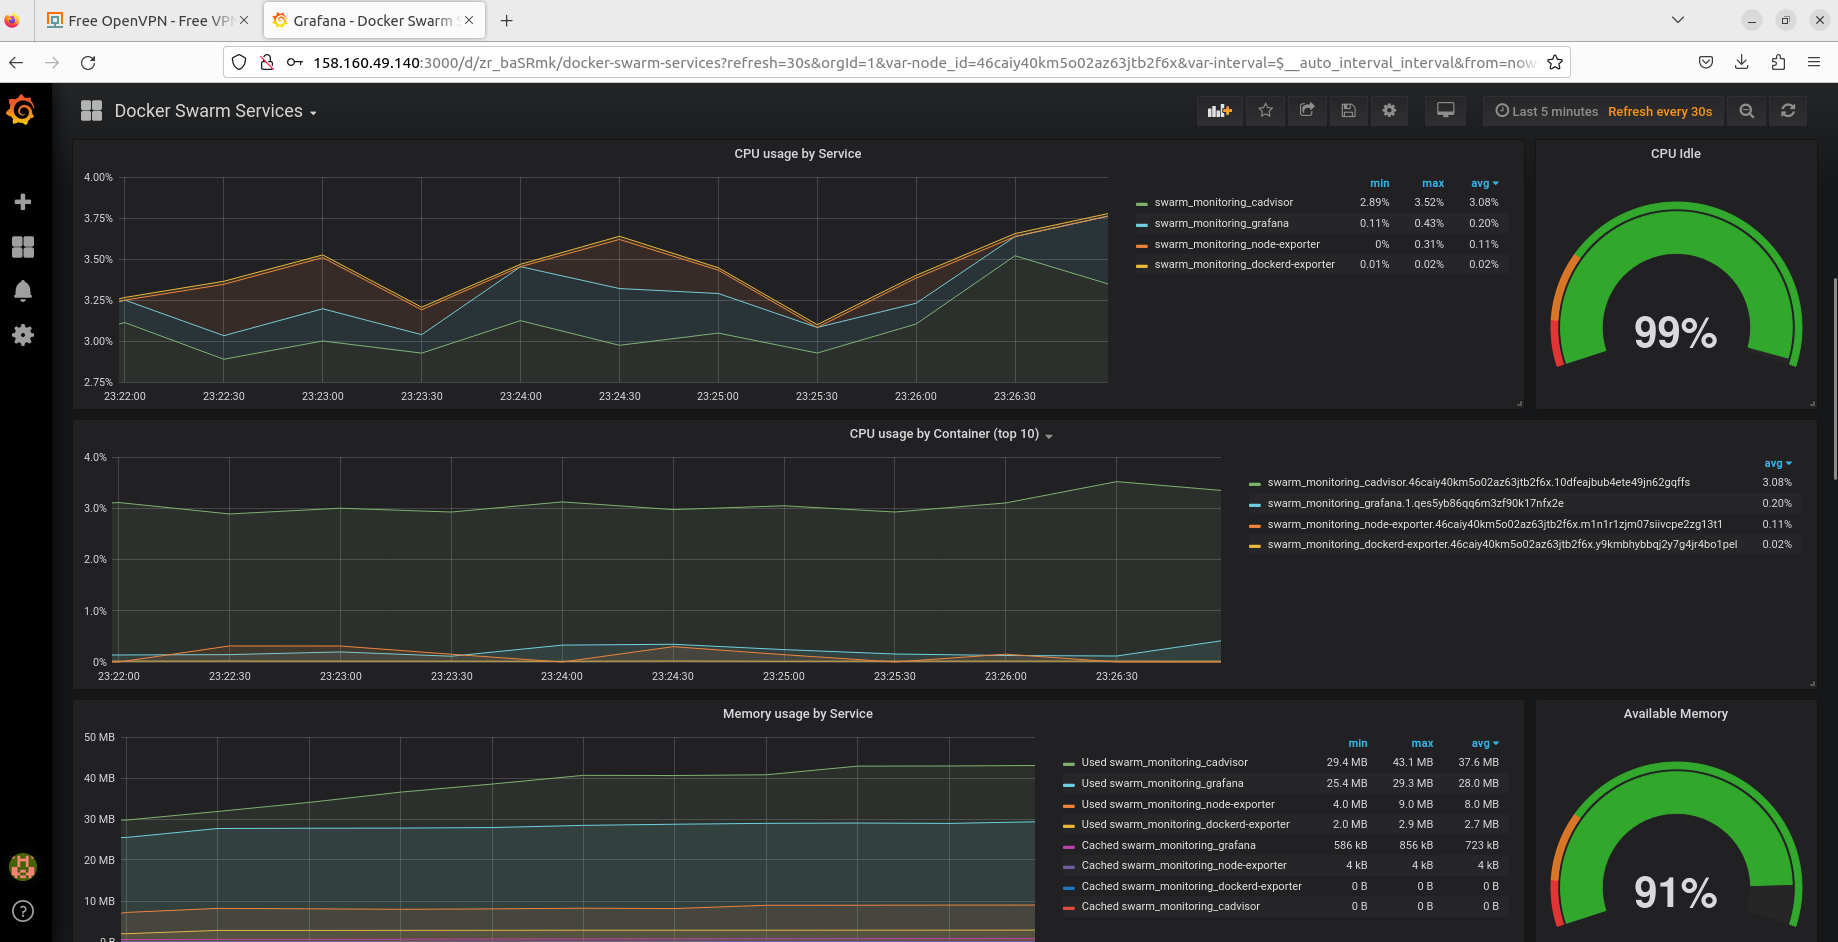 Free OpenVPN - Free VPN
Grafana - Docker Swarm S
158.160.49.140:3000/d/zr_baSRmk/docker-swarm-services?refresh=30s&orgId=1&var-node_id=46caiy40km5o02az63jtb2f6x&var-interval=$__auto_interval_interval&from=now
Docker Swarm Services
Last 5 minutes Refresh every 30s
CPU usage by Service
4.00%
3.75%
3.50%
3.25%
3.00%
2.75%
23:22:00 23:22:30 23:23:00 23:23:30 23:24:00 23:24:30 23:25:00 23:25:30 23:26:00 23:26:30
min max avg
swarm_monitoring_cadvisor 2.89% 3.52% 3.08%
swarm_monitoring_grafana 0.11% 0.43% 0.20%
swarm_monitoring_node-exporter 0% 0.31% 0.11%
swarm_monitoring_dockerd-exporter 0.01% 0.02% 0.02%
CPU Idle
99%
CPU usage by Container (top 10)
4.0%
3.0%
2.0%
1.0%
0%
23:22:00 23:22:30 23:23:00 23:23:30 23:24:00 23:24:30 23:25:00 23:25:30 23:26:00 23:26:30
avg
swarm_monitoring_cadvisor.46caiy40km5o02az63jtb2f6x.10dfeajbub4ete49jn62gqffs 3.08%
swarm_monitoring_grafana.1.qes5yb86qq6m3zf90k17nfx2e 0.20%
swarm_monitoring_node-exporter.46caiy40km5o02az63jtb2f6x.m1n1r1zjm07siivcpe2zg13t1 0.11%
swarm_monitoring_dockerd-exporter.46caiy40km5o02az63jtb2f6x.y9kmbhybbqj2y7g4jr4bo1pel 0.02%
Memory usage by Service
50 MB
40 MB
30 MB
20 MB
10 MB
0 B
min max avg
Used swarm_monitoring_cadvisor 29.4 MB 43.1 MB 37.6 MB
Used swarm_monitoring_grafana 25.4 MB 29.3 MB 28.0 MB
Used swarm_monitoring_node-exporter 4.0 MB 9.0 MB 8.0 MB
Used swarm_monitoring_dockerd-exporter 2.0 MB 2.9 MB 2.7 MB
Cached swarm_monitoring_grafana 586 kB 856 kB 723 kB
Cached swarm_monitoring_node-exporter 4 kB 4 kB 4 kB
Cached swarm_monitoring_dockerd-exporter 0 B 0 B 0 B
Cached swarm_monitoring_cadvisor 0 B 0 B 0 B
Available Memory
91%